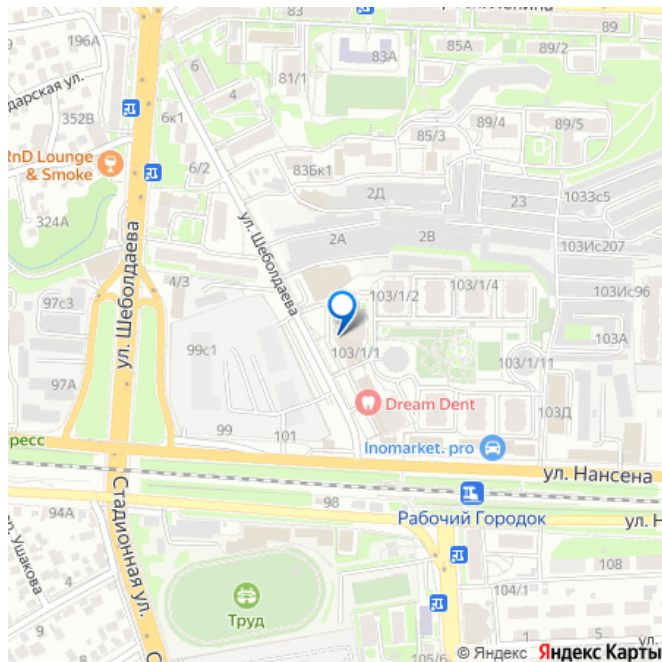 83
89
196А
6
81/1
83А
85А
89/2
дарская ул.
4
352В
6к1
89/4
89/5
85/3
RnD Lounge
& Smoke
6/2
83Бк1
2Д
23
1033с5
324А
ул. Шеболдаева
2А
2В
103Ис207
ул. Шеболдаева
4/3
97с3
103/1/2
103/1/4
103Ис96
99с1
103/1/1
103А
103/1/11
97А
Dream Dent
103Д
99
101
ресс
Inomarket. pro
ул. Нансена
Стадионная ул.
98
94А
Рабочий Городок
ул. Н
р. Ушакова
108
4
104/1
Труд
9
1
5
ул.
105/6
© Яндекс Яндекс Карты